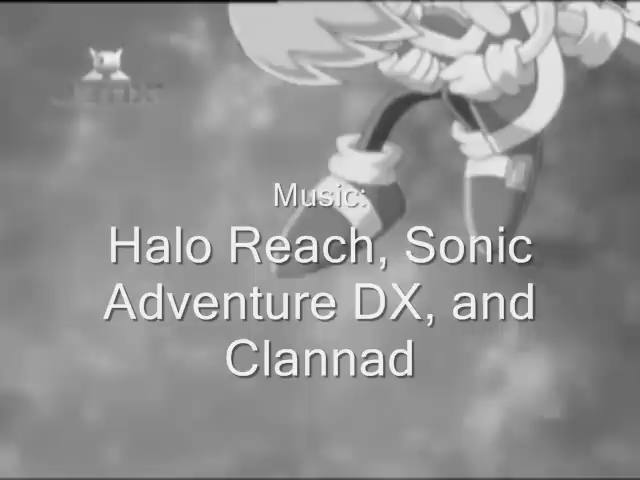 Music:
Halo Reach, Sonic
Adventure DX, and
Clannad